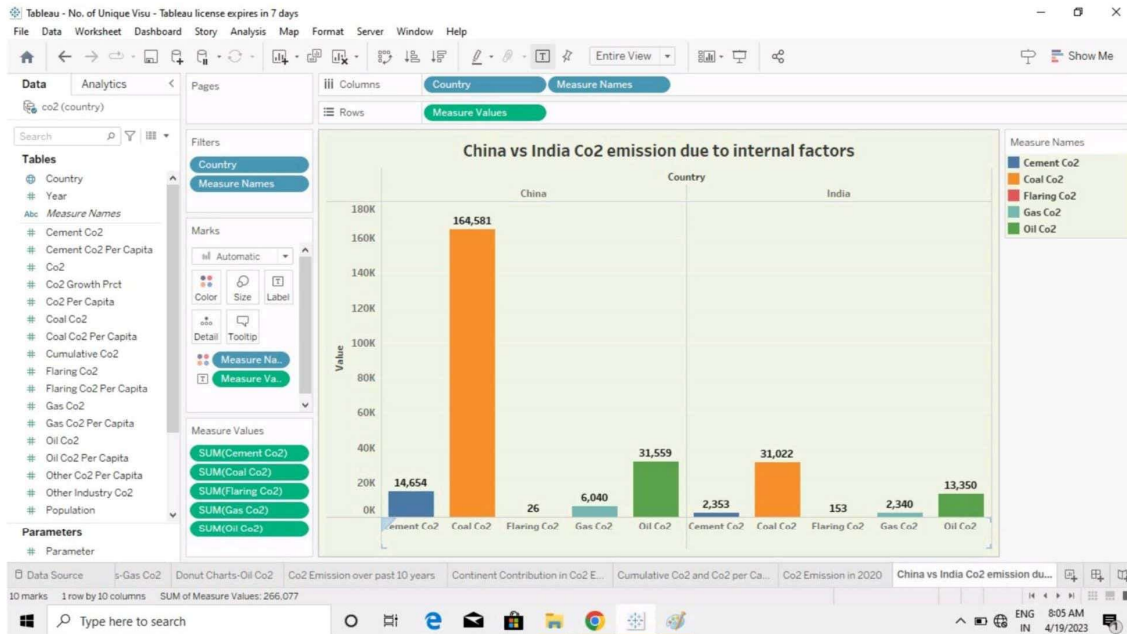 Tableau - No. of Unique Visu - Tableau license expires in 7 days
File Data Worksheet Dashboard Story Analysis Map Format Server Window Help
Entire View
Show Me
Data Analytics
co2 (country)
Search
Tables
Country
# Year
Abc Measure Names
# Cement Co2
# Cement Co2 Per Capita
# Co2
# Co2 Growth Prct
# Co2 Per Capita
# Coal Co2
# Coal Co2 Per Capita
# Cumulative Co2
# Flaring Co2
# Flaring Co2 Per Capita
# Gas Co2
# Gas Co2 Per Capita
# Oil Co2
# Oil Co2 Per Capita
# Other Co2 Per Capita
# Other Industry Co2
# Population
Parameters
# Parameter
Pages
Filters
Country
Measure Names
Marks
Automatic
Color Size Label
Detail Tooltip
Measure Na..
Measure Va..
Measure Values
SUM(Cement Co2)
SUM(Coal Co2)
SUM(Flaring Co2)
SUM(Gas Co2)
SUM(Oil Co2)
Columns Country Measure Names
Rows Measure Values
China vs India Co2 emission due to internal factors
Country
China India
Value
180K
160K
140K
120K
100K
80K
60K
40K
20K
0K
14,654 164,581 26 6,040 31,559 2,353 31,022 153 2,340 13,350
Cement Co2 Coal Co2 Flaring Co2 Gas Co2 Oil Co2 Cement Co2 Coal Co2 Flaring Co2 Gas Co2 Oil Co2
Measure Names
Cement Co2
Coal Co2
Flaring Co2
Gas Co2
Oil Co2
Data Source s-Gas Co2 Donut Charts-Oil Co2 Co2 Emission over past 10 years Continent Contribution in Co2 E... Cumulative Co2 and Co2 per Ca... Co2 Emission in 2020 China vs India Co2 emission du...
10 marks 1 row by 10 columns SUM of Measure Values: 266,077
Type here to search
ENG 8:05 AM
IN 4/19/2023